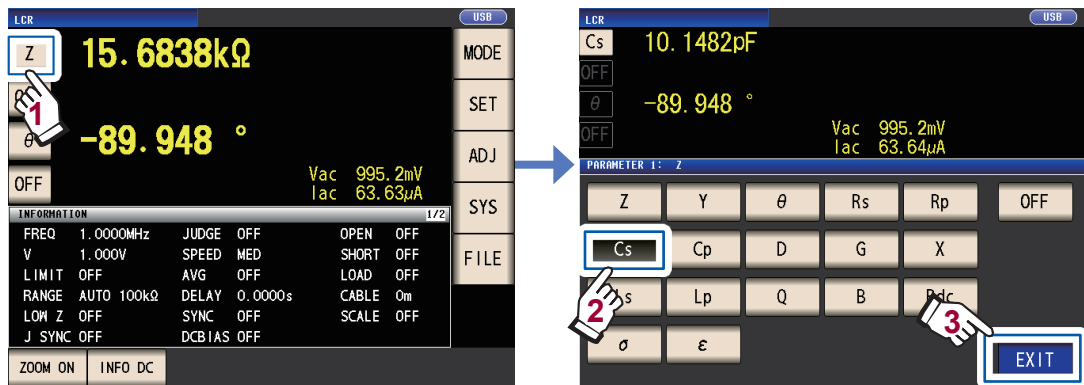 LCR USB
Z 15.6838kΩ MODE
1 SET
θ -89.948 °
ADJ
OFF Vac 995.2mV
Iac 63.63µA SYS
INFORMATION 1/2
FREQ 1.0000MHz JUDGE OFF OPEN OFF
V 1.000V SPEED MED SHORT OFF FILE
LIMIT OFF AVG OFF LOAD OFF
RANGE AUTO 100kΩ DELAY 0.0000s CABLE 0m
LOW Z OFF SYNC OFF SCALE OFF
J SYNC OFF DCBIAS OFF
ZOOM ON INFO DC
LCR USB
Cs 10.1482pF
OFF
θ -89.948 °
OFF Vac 995.2mV
Iac 63.64µA
PARAMETER 1: Z
Z Y θ Rs Rp OFF
Cs Cp D G X
2 Lp Q B
3
σ ε
EXIT